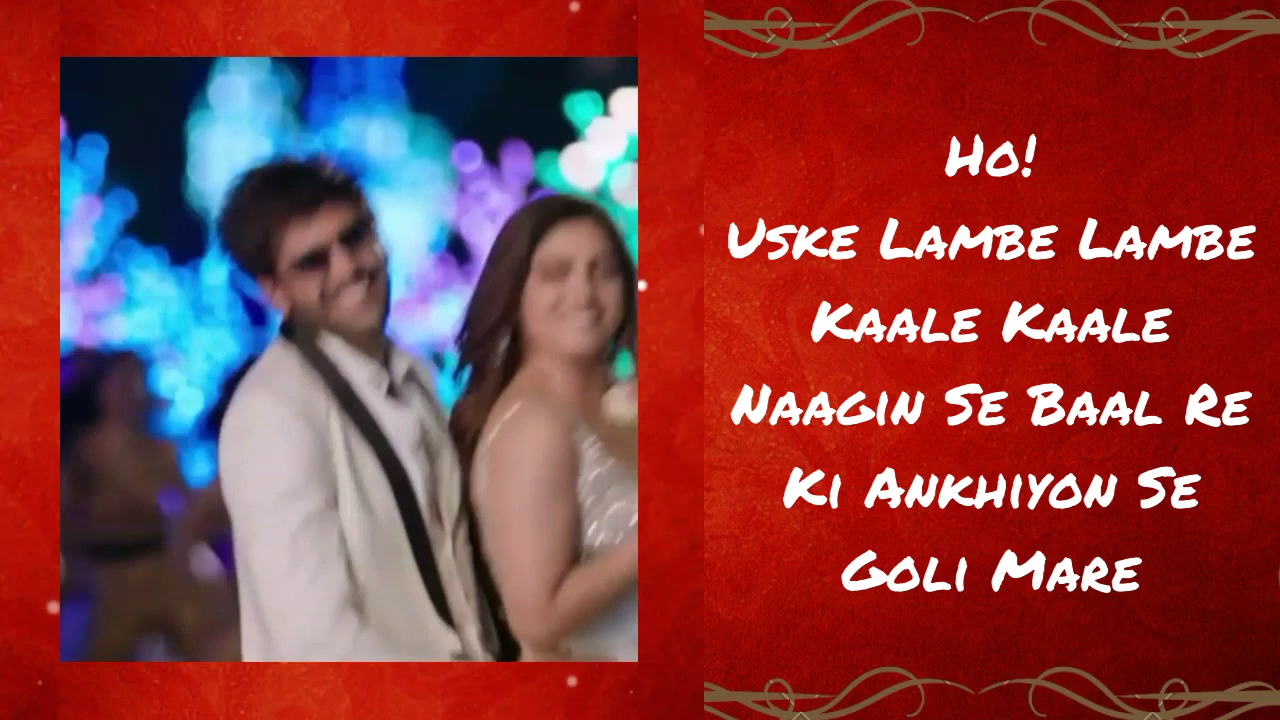 Ho!
Uske Lambe Lambe
Kaale Kaale
Naagin Se Baal Re
Ki Ankhiyon Se
Goli Mare